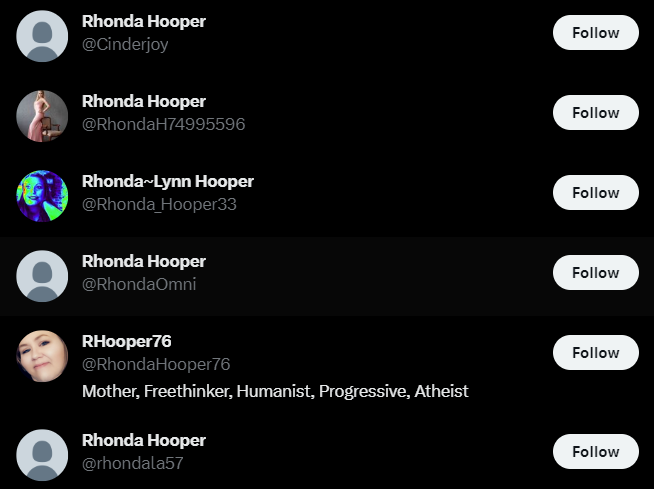 Rhonda Hooper
@Cinderjoy
Follow
Rhonda Hooper
@RhondaH74995596
Follow
Rhonda~Lynn Hooper
@Rhonda_Hooper33
Follow
Rhonda Hooper
@RhondaOmni
Follow
RHooper76
@RhondaHooper76
Follow
Mother, Freethinker, Humanist, Progressive, Atheist
Rhonda Hooper
@rhondala57
Follow